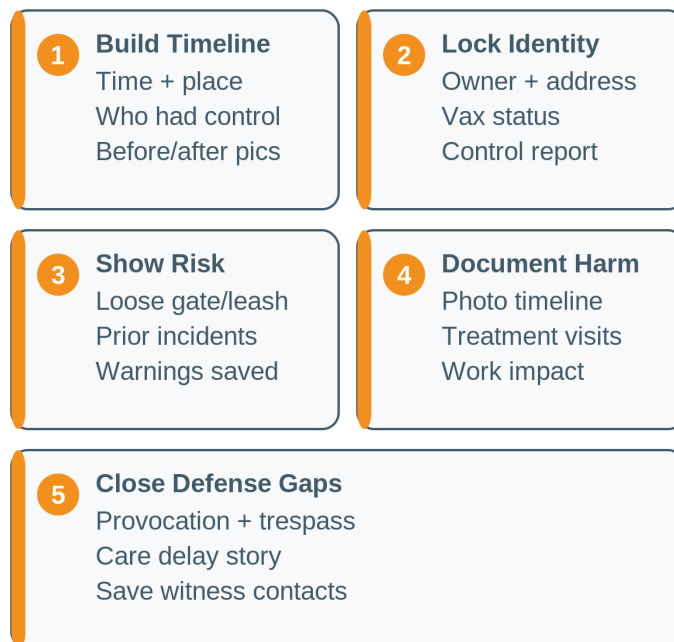 1
Build Timeline
Time + place
Who had control
Before/after pics
2
Lock Identity
Owner + address
Vax status
Control report
3
Show Risk
Loose gate/leash
Prior incidents
Warnings saved
4
Document Harm
Photo timeline
Treatment visits
Work impact
5
Close Defense Gaps
Provocation + trespass
Care delay story
Save witness contacts